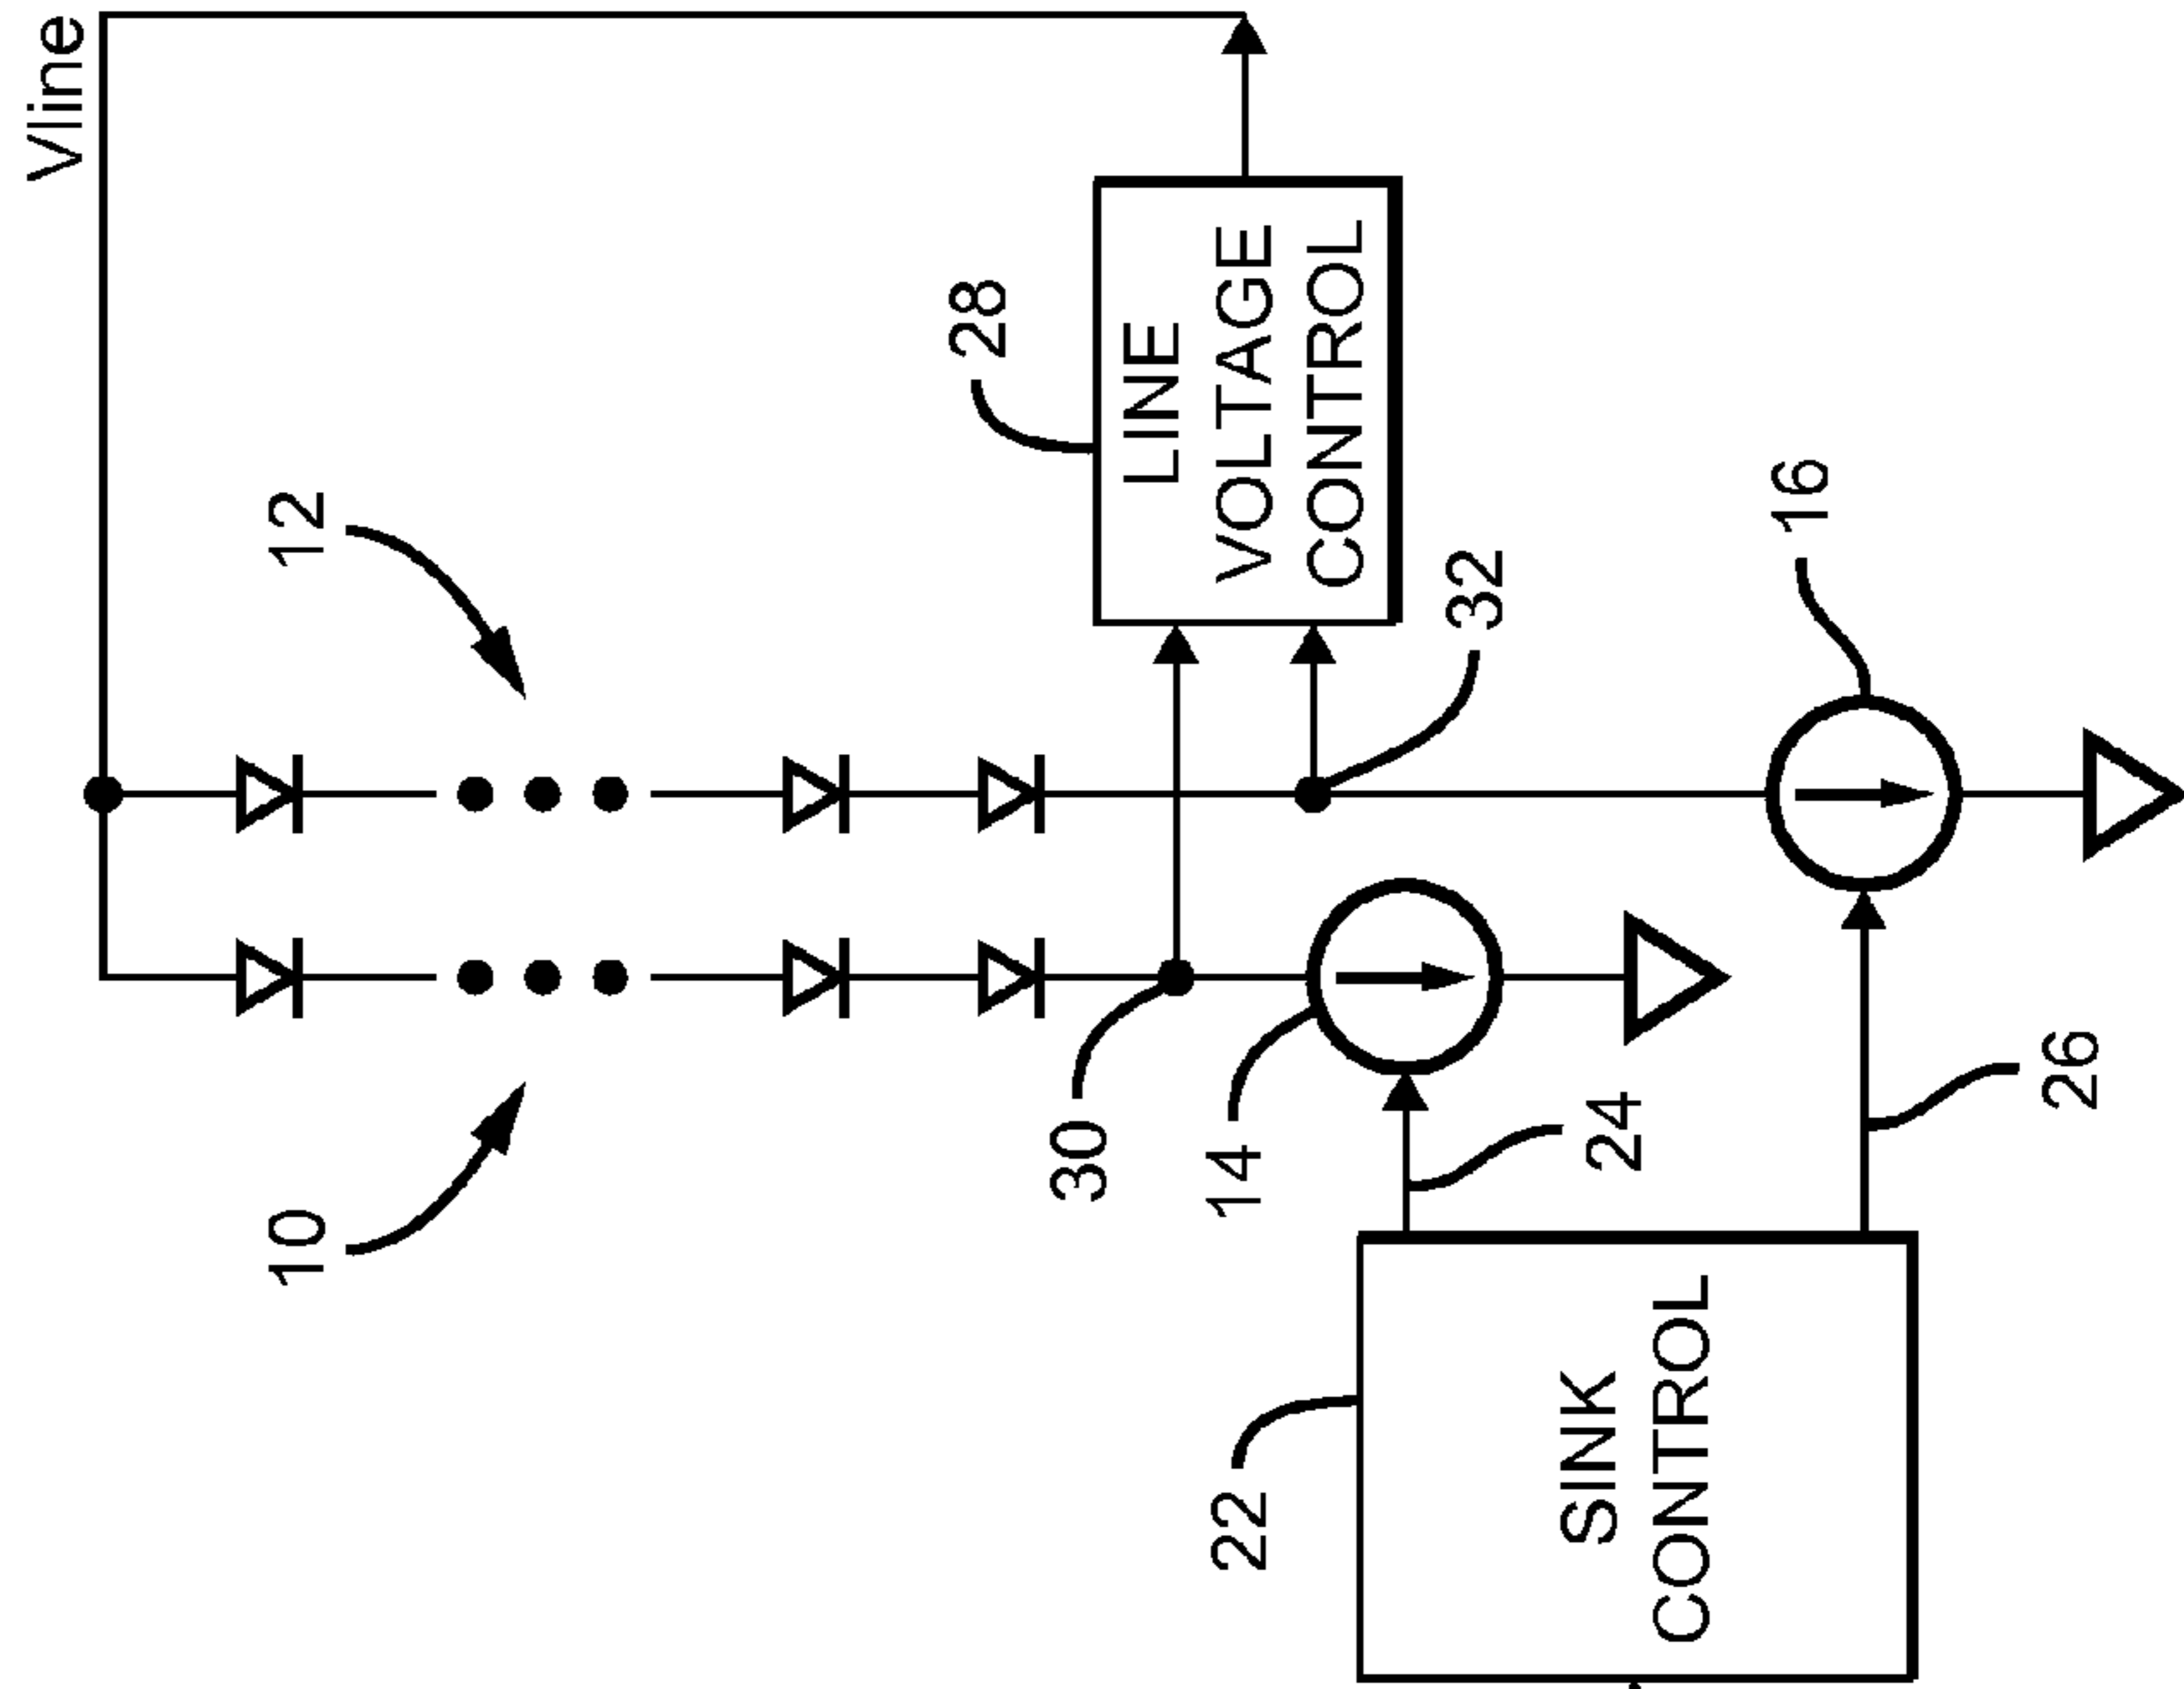 Vline
10
12
28
LINE
VOLTAGE
CONTROL
30
32
14
16
24
26
22
SINK
CONTROL